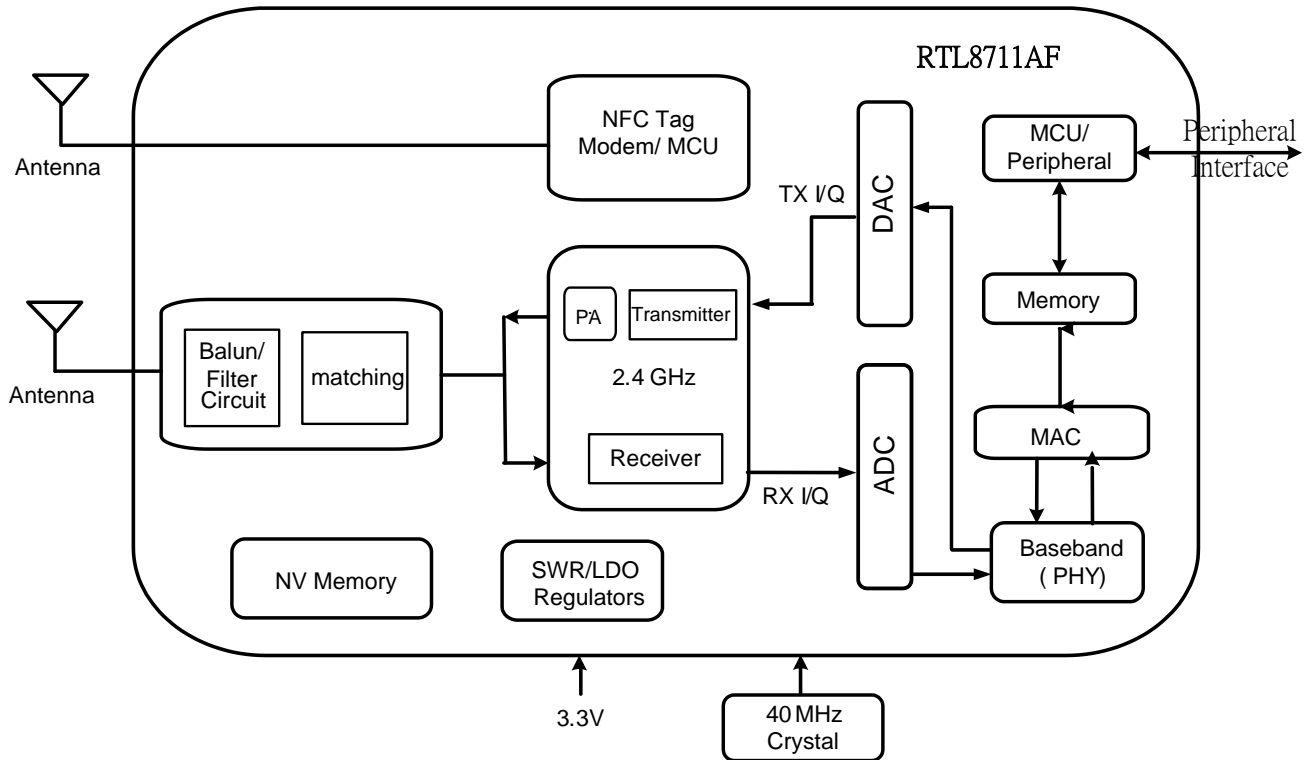 RTL8711AF
Antenna
NFC Tag
Modem/ MCU
MCU/
Peripheral
Peripheral
Interface
TX I/Q
DAC
Memory
Antenna
Balun/
Filter
Circuit
matching
PA
Transmitter
2.4 GHz
Receiver
RX I/Q
ADC
MAC
Baseband
( PHY)
NV Memory
SWR/LDO
Regulators
3.3V
40 MHz
Crystal